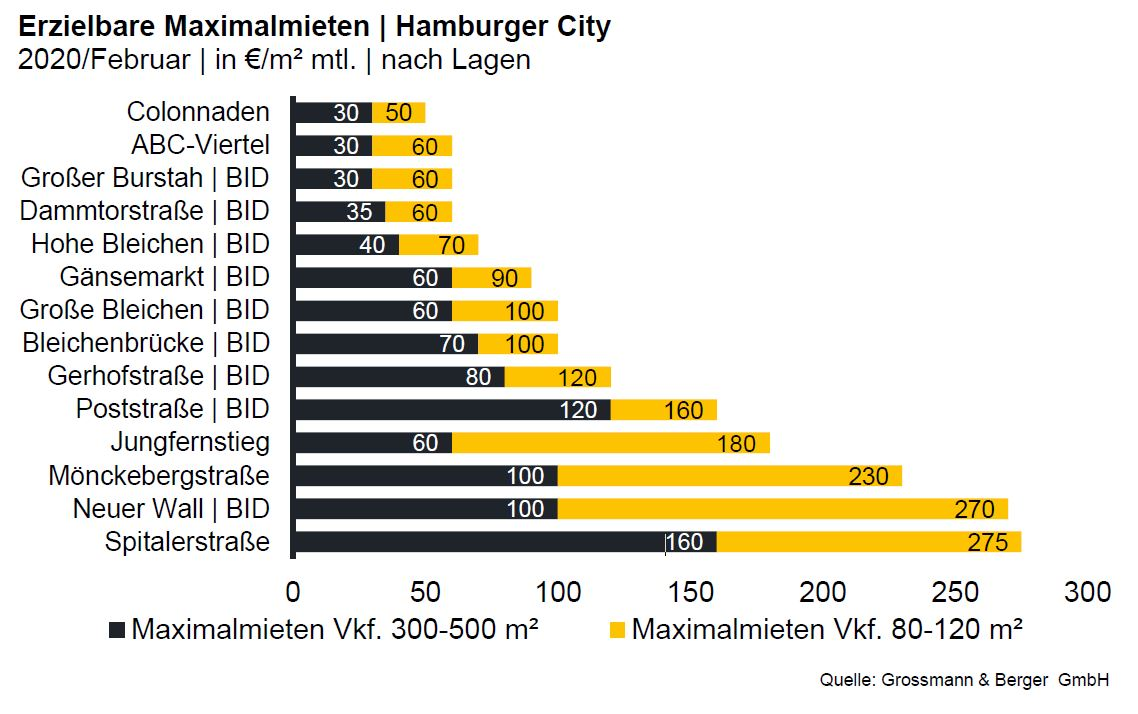 Erzielbare Maximalmieten | Hamburger City
2020/Februar | in €/m² mtl. | nach Lagen
Colonnaden 30 50
ABC-Viertel 30 60
Großer Burstah | BID 30 60
Dammtorstraße | BID 35 60
Hohe Bleichen | BID 40 70
Gänsemarkt | BID 60 90
Große Bleichen | BID 60 100
Bleichenbrücke | BID 70 100
Gerhofstraße | BID 80 120
Poststraße | BID 120 160
Jungfernstieg 60 180
Mönckebergstraße 100 230
Neuer Wall | BID 100 270
Spitalerstraße 160 275
0 50 100 150 200 250 300
Maximalmieten Vkf. 300-500 m² Maximalmieten Vkf. 80-120 m²
Quelle: Grossmann & Berger GmbH